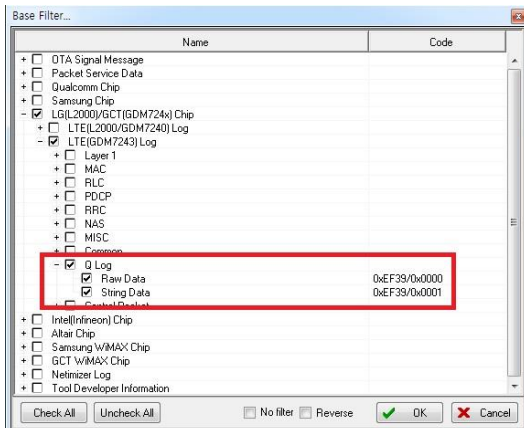 Base Filter...
Name Code
OTA Signal Message
Packet Service Data
Qualcomm Chip
Samsung Chip
LG(L2000)/GCT(GDM724x) Chip
LTE(L2000/GDM7240) Log
LTE(GDM7243) Log
Layer 1
MAC
RLC
PDCP
RRC
NAS
MISC
Common
Q Log
Raw Data 0xEF39/0x0000
String Data 0xEF39/0x0001
Control Packet
Intel(Infineon) Chip
Altair Chip
Samsung WiMAX Chip
GCT WiMAX Chip
Netimizer Log
Tool Developer Information
Check All Uncheck All No filter Reverse OK Cancel